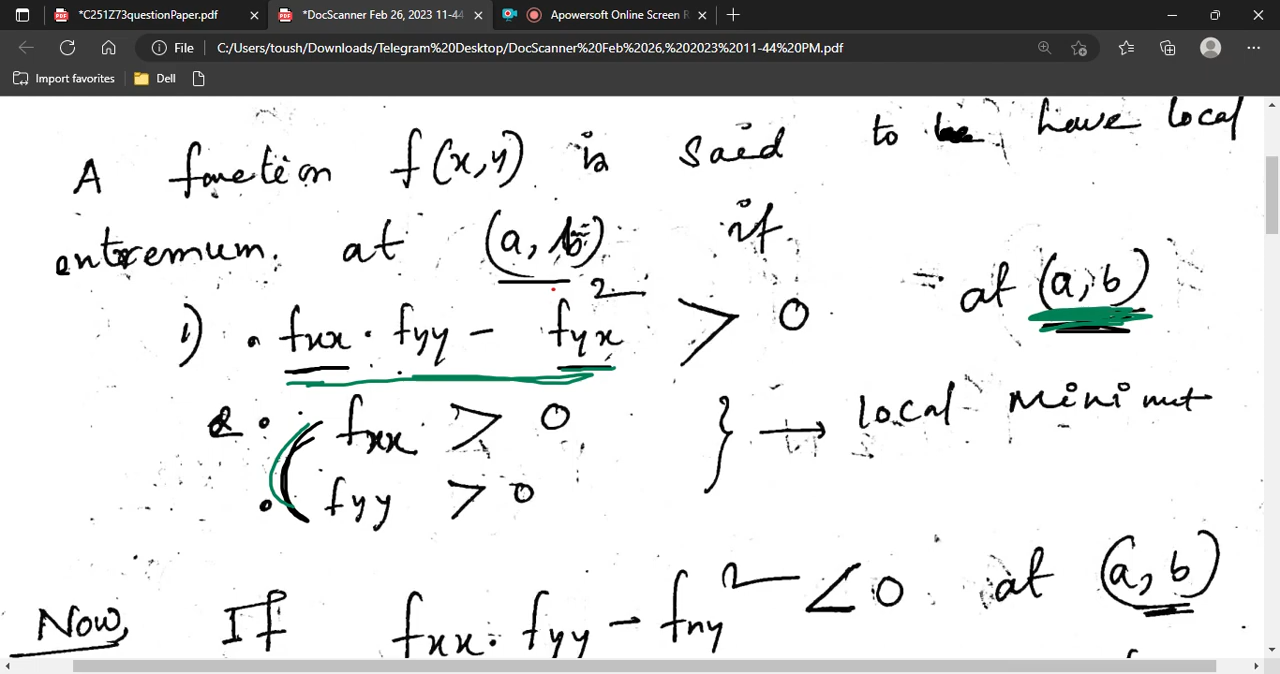 *C251Z73questionPaper.pdf
*DocScanner Feb 26, 2023 11-44
Apowersoft Online Screen R
File
C:/Users/toush/Downloads/Telegram%20Desktop/DocScanner%20Feb%2026,%202023%2011-44%20PM.pdf
Import favorites
Dell
A function f(x,y) is said to have local
extremum. at (a, b) if
1) . fxx . fyy - fyx² > 0 - at (a, b)
2. fxx > 0 } → local minimum
. fyy > 0
Now, If fxx. fyy - fxy² < 0 at (a, b)